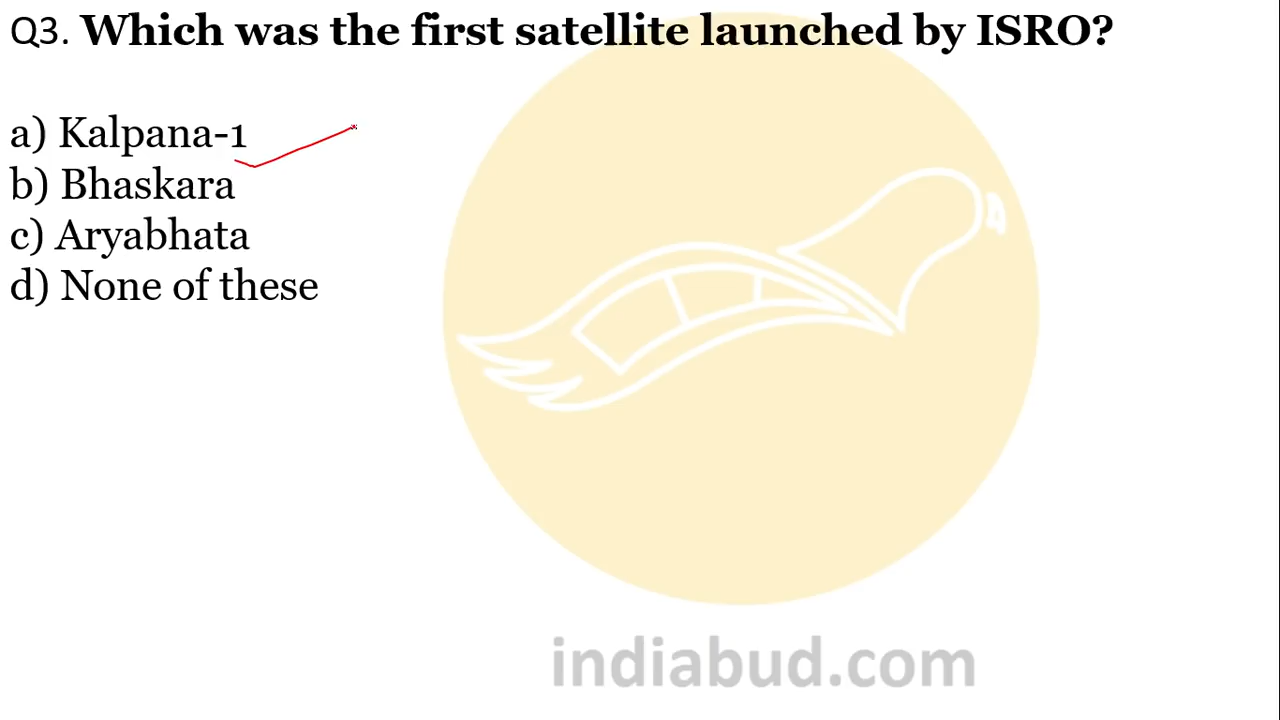 Q3. Which was the first satellite launched by ISRO?
a) Kalpana-1
b) Bhaskara
c) Aryabhata
d) None of these
indiabud.com